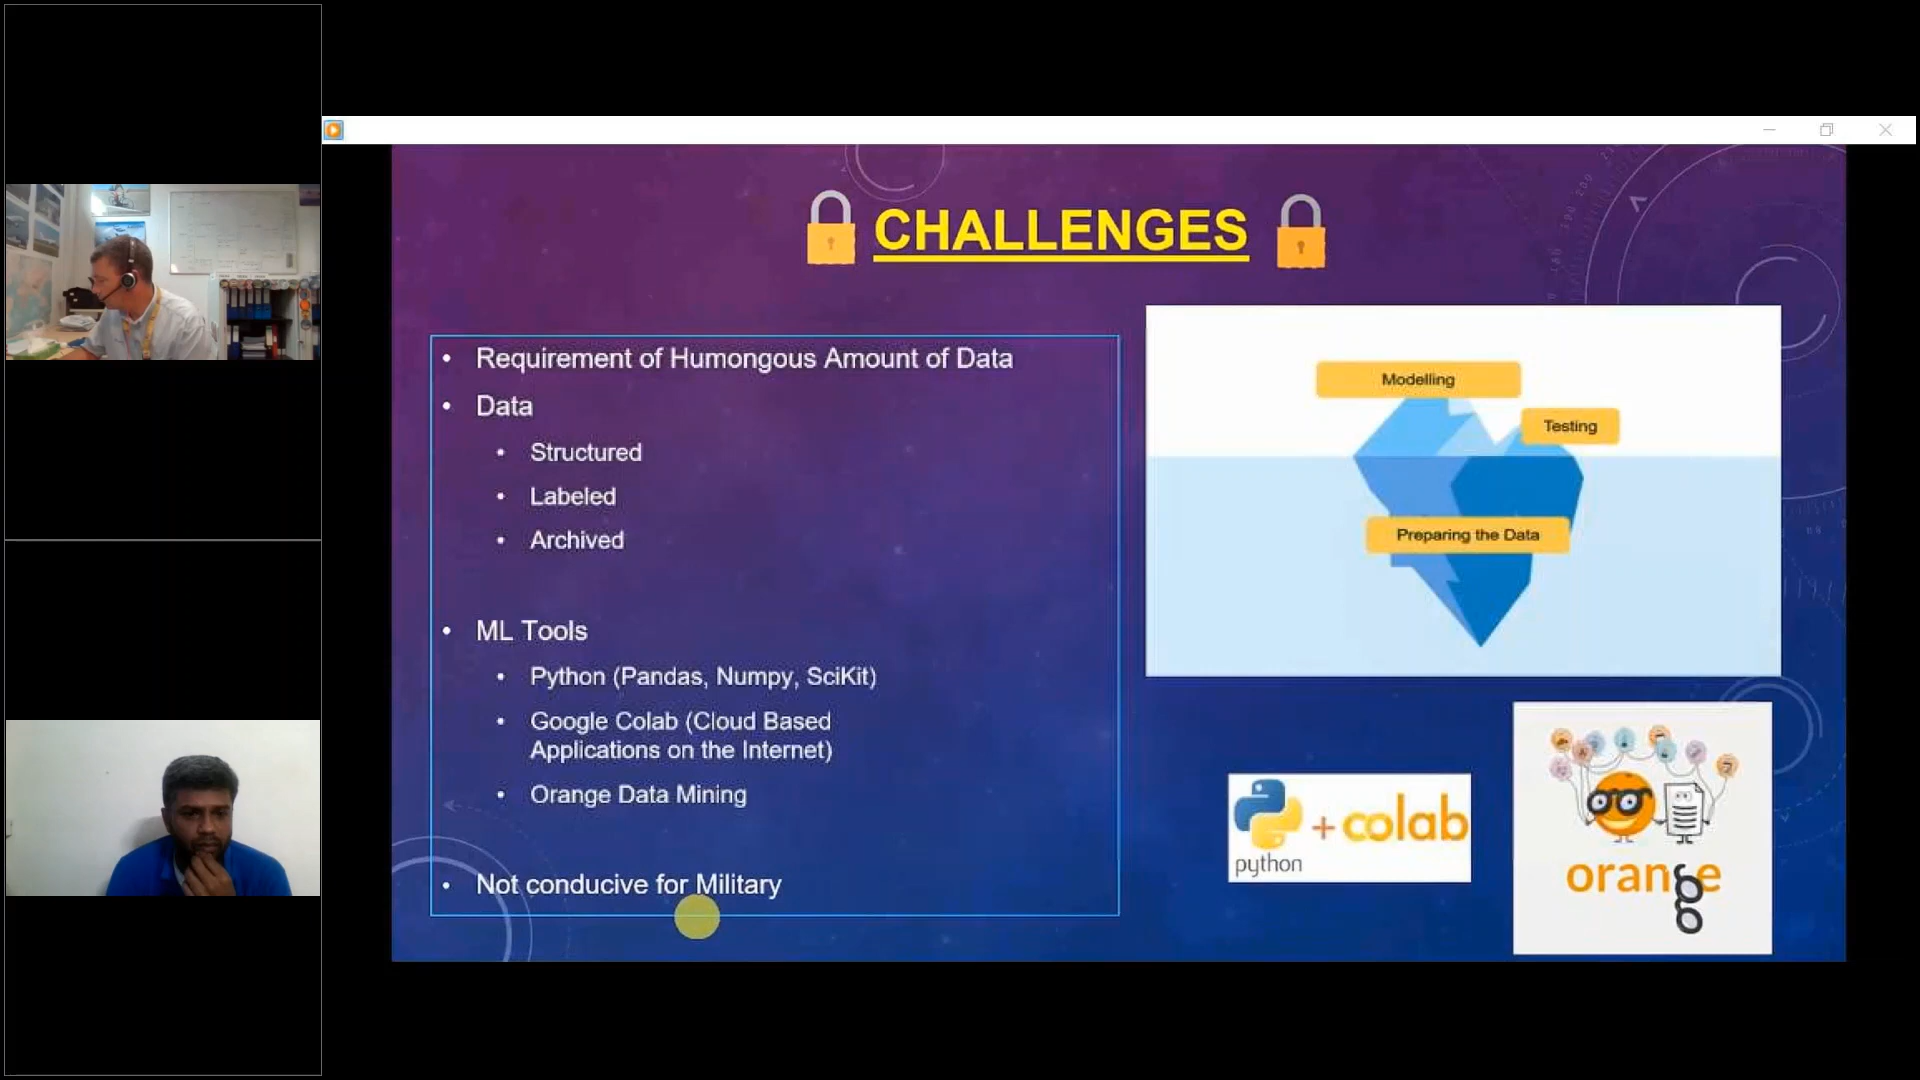 CHALLENGES
Requirement of Humongous Amount of Data
Data
Structured
Labeled
Archived
ML Tools
Python (Pandas, Numpy, SciKit)
Google Colab (Cloud Based
Applications on the Internet)
Orange Data Mining
Not conducive for Military
Modelling
Testing
Preparing the Data
python
+ colab
orange